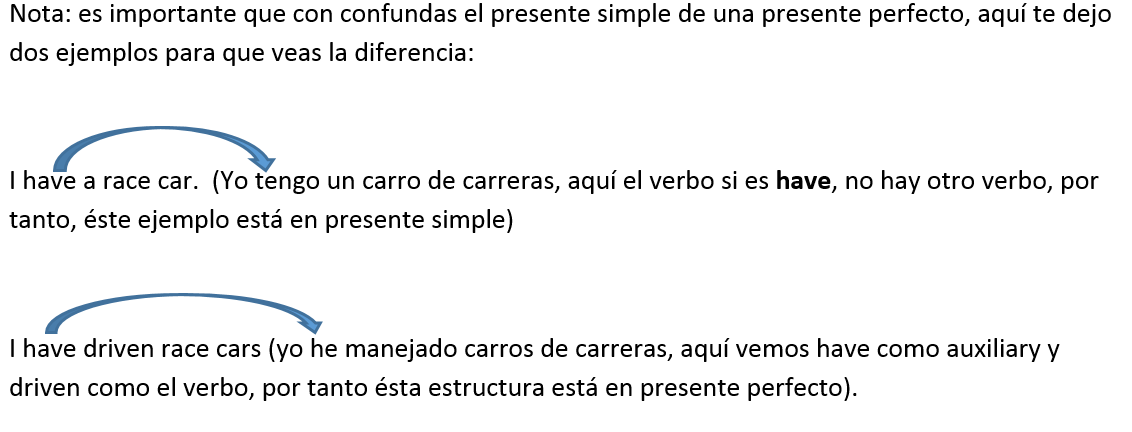 Nota: es importante que con confundas el presente simple de una presente perfecto, aquí te dejo
dos ejemplos para que veas la diferencia:
I have a race car.  (Yo tengo un carro de carreras, aquí el verbo si es have, no hay otro verbo, por
tanto, éste ejemplo está en presente simple)
I have driven race cars (yo he manejado carros de carreras, aquí vemos have como auxiliary y
driven como el verbo, por tanto ésta estructura está en presente perfecto).